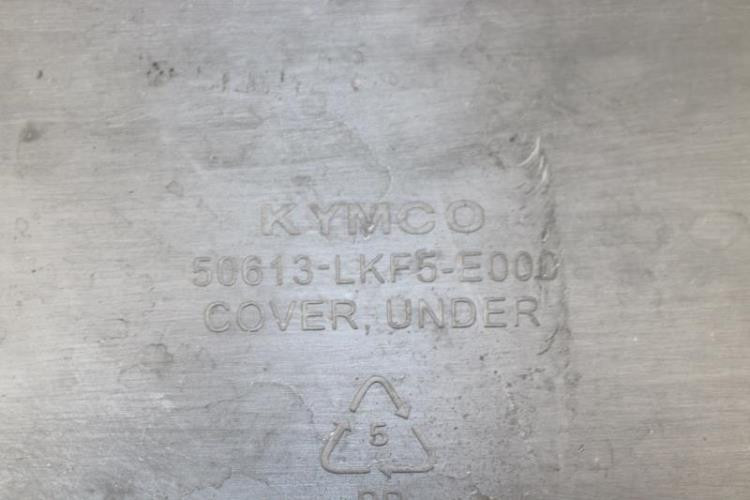 KYMCO
50613-LKF5-E000
COVER, UNDER
5